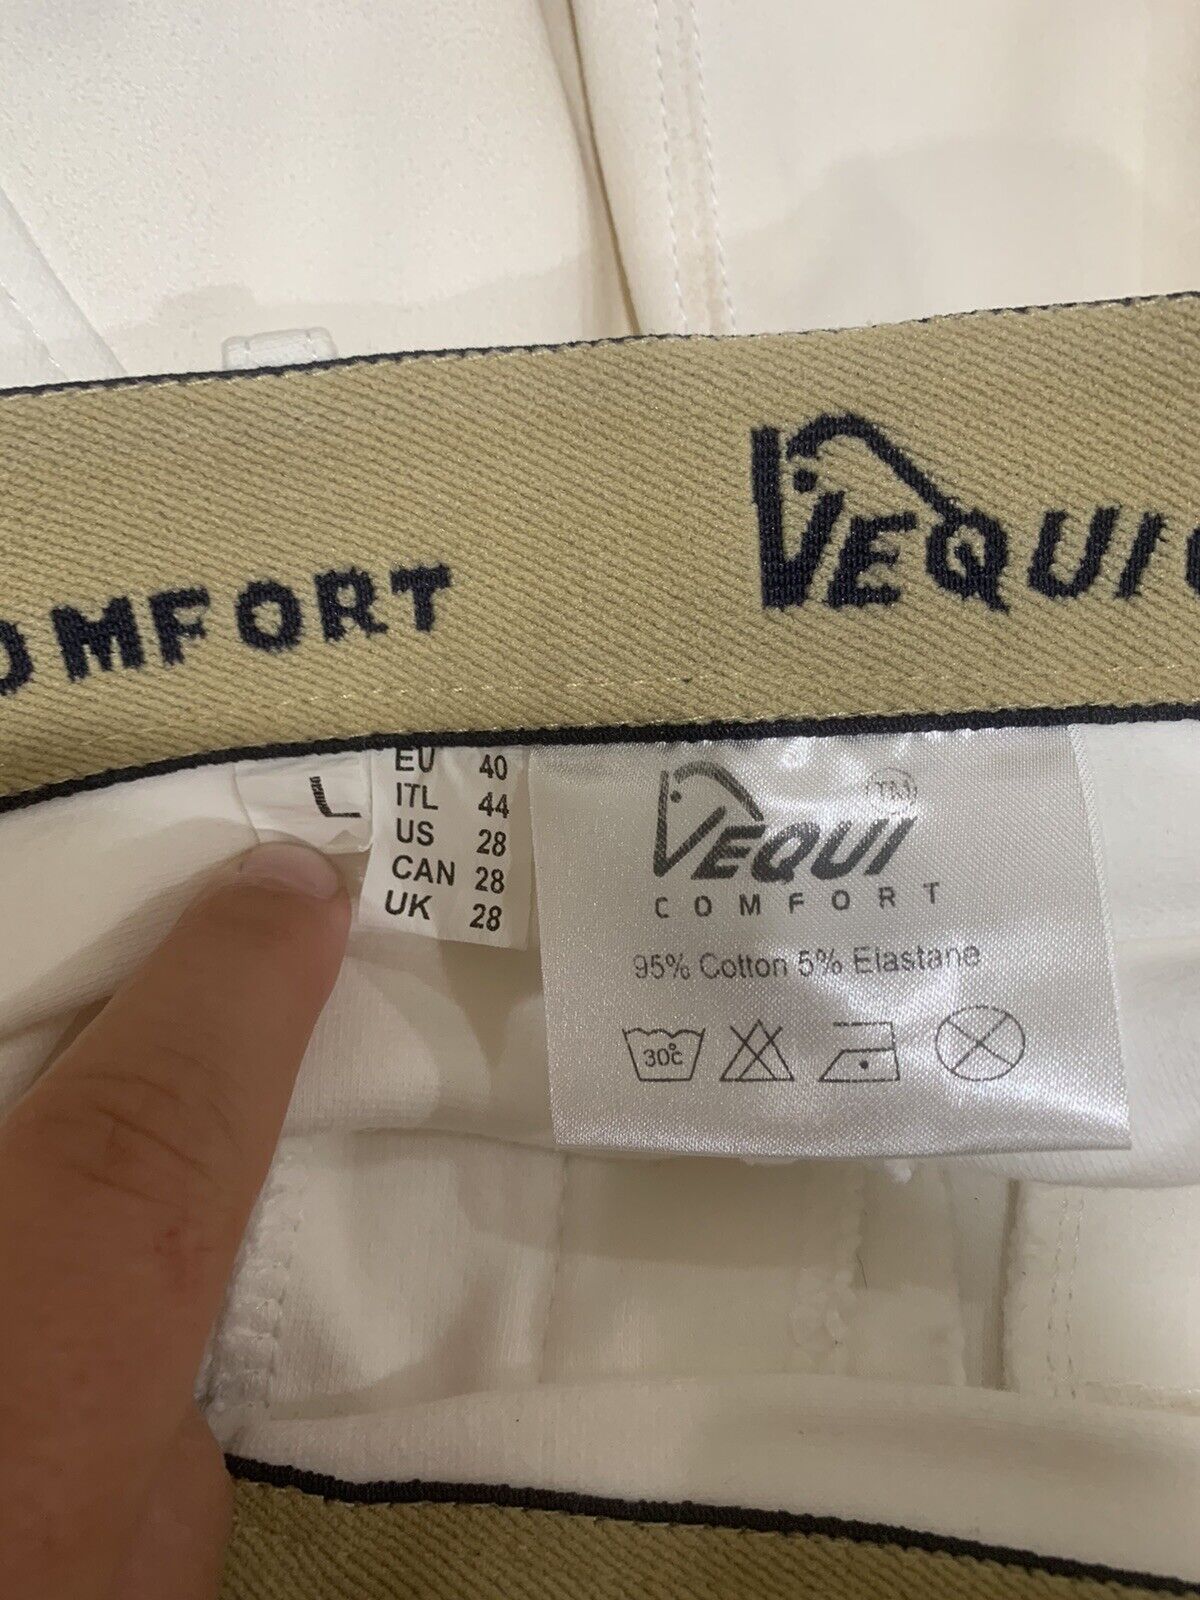 OMFORT
VEQUI
L
EU 40
ITL 44
US 28
CAN 28
UK 28
VEQUI TM
COMFORT
95% Cotton 5% Elastane
30°c